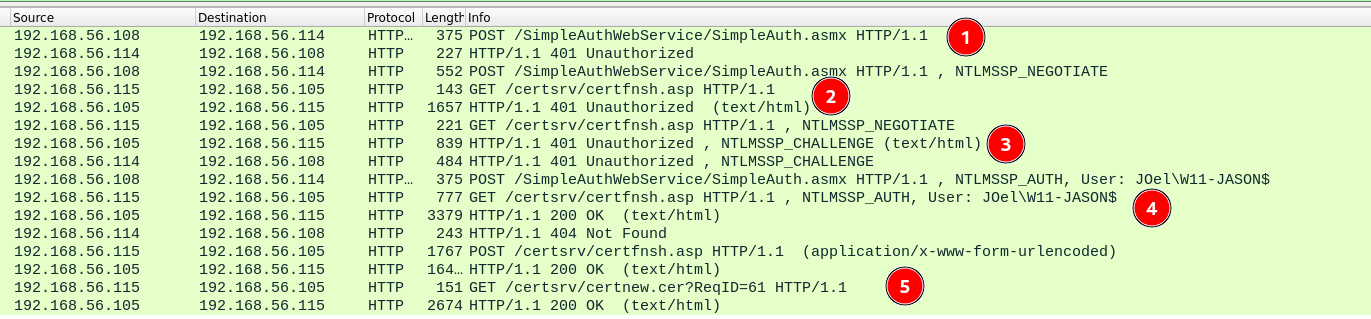 Source Destination Protocol Length Info
192.168.56.108 192.168.56.114 HTTP… 375 POST /SimpleAuthWebService/SimpleAuth.asmx HTTP/1.1 1
192.168.56.114 192.168.56.108 HTTP 227 HTTP/1.1 401 Unauthorized
192.168.56.108 192.168.56.114 HTTP 552 POST /SimpleAuthWebService/SimpleAuth.asmx HTTP/1.1 , NTLMSSP_NEGOTIATE
192.168.56.115 192.168.56.105 HTTP 143 GET /certsrv/certfnsh.asp HTTP/1.1 2
192.168.56.105 192.168.56.115 HTTP 1657 HTTP/1.1 401 Unauthorized (text/html)
192.168.56.115 192.168.56.105 HTTP 221 GET /certsrv/certfnsh.asp HTTP/1.1 , NTLMSSP_NEGOTIATE
192.168.56.105 192.168.56.115 HTTP 839 HTTP/1.1 401 Unauthorized , NTLMSSP_CHALLENGE (text/html) 3
192.168.56.114 192.168.56.108 HTTP 484 HTTP/1.1 401 Unauthorized , NTLMSSP_CHALLENGE
192.168.56.108 192.168.56.114 HTTP… 375 POST /SimpleAuthWebService/SimpleAuth.asmx HTTP/1.1 , NTLMSSP_AUTH, User: JOel\W11-JASON$
192.168.56.115 192.168.56.105 HTTP 777 GET /certsrv/certfnsh.asp HTTP/1.1 , NTLMSSP_AUTH, User: JOel\W11-JASON$ 4
192.168.56.105 192.168.56.115 HTTP 3379 HTTP/1.1 200 OK (text/html)
192.168.56.114 192.168.56.108 HTTP 243 HTTP/1.1 404 Not Found
192.168.56.115 192.168.56.105 HTTP 1767 POST /certsrv/certfnsh.asp HTTP/1.1 (application/x-www-form-urlencoded)
192.168.56.105 192.168.56.115 HTTP 164… HTTP/1.1 200 OK (text/html)
192.168.56.115 192.168.56.105 HTTP 151 GET /certsrv/certnew.cer?ReqID=61 HTTP/1.1 5
192.168.56.105 192.168.56.115 HTTP 2674 HTTP/1.1 200 OK (text/html)